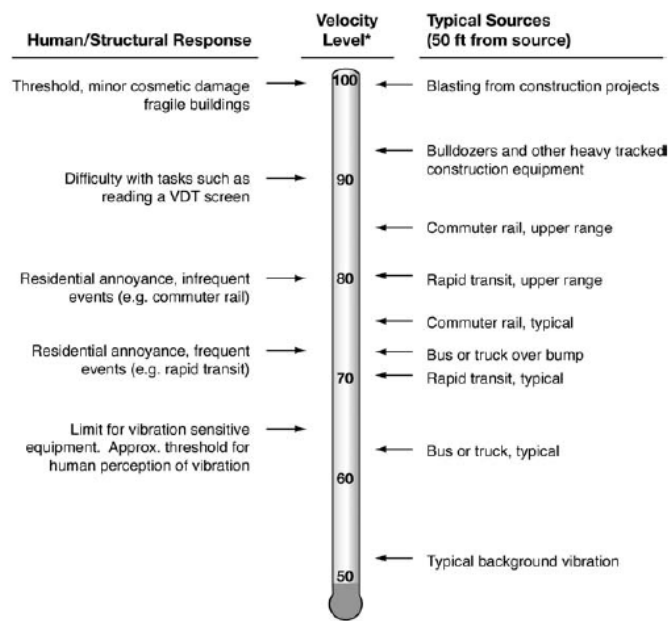 Human/Structural Response
Velocity
Level*
Typical Sources
(50 ft from source)
Threshold, minor cosmetic damage
fragile buildings
100
Blasting from construction projects
Bulldozers and other heavy tracked
construction equipment
Difficulty with tasks such as
reading a VDT screen
90
Commuter rail, upper range
Residential annoyance, infrequent
events (e.g. commuter rail)
80
Rapid transit, upper range
Commuter rail, typical
Residential annoyance, frequent
events (e.g. rapid transit)
Bus or truck over bump
70
Rapid transit, typical
Limit for vibration sensitive
equipment. Approx. threshold for
human perception of vibration
Bus or truck, typical
60
Typical background vibration
50